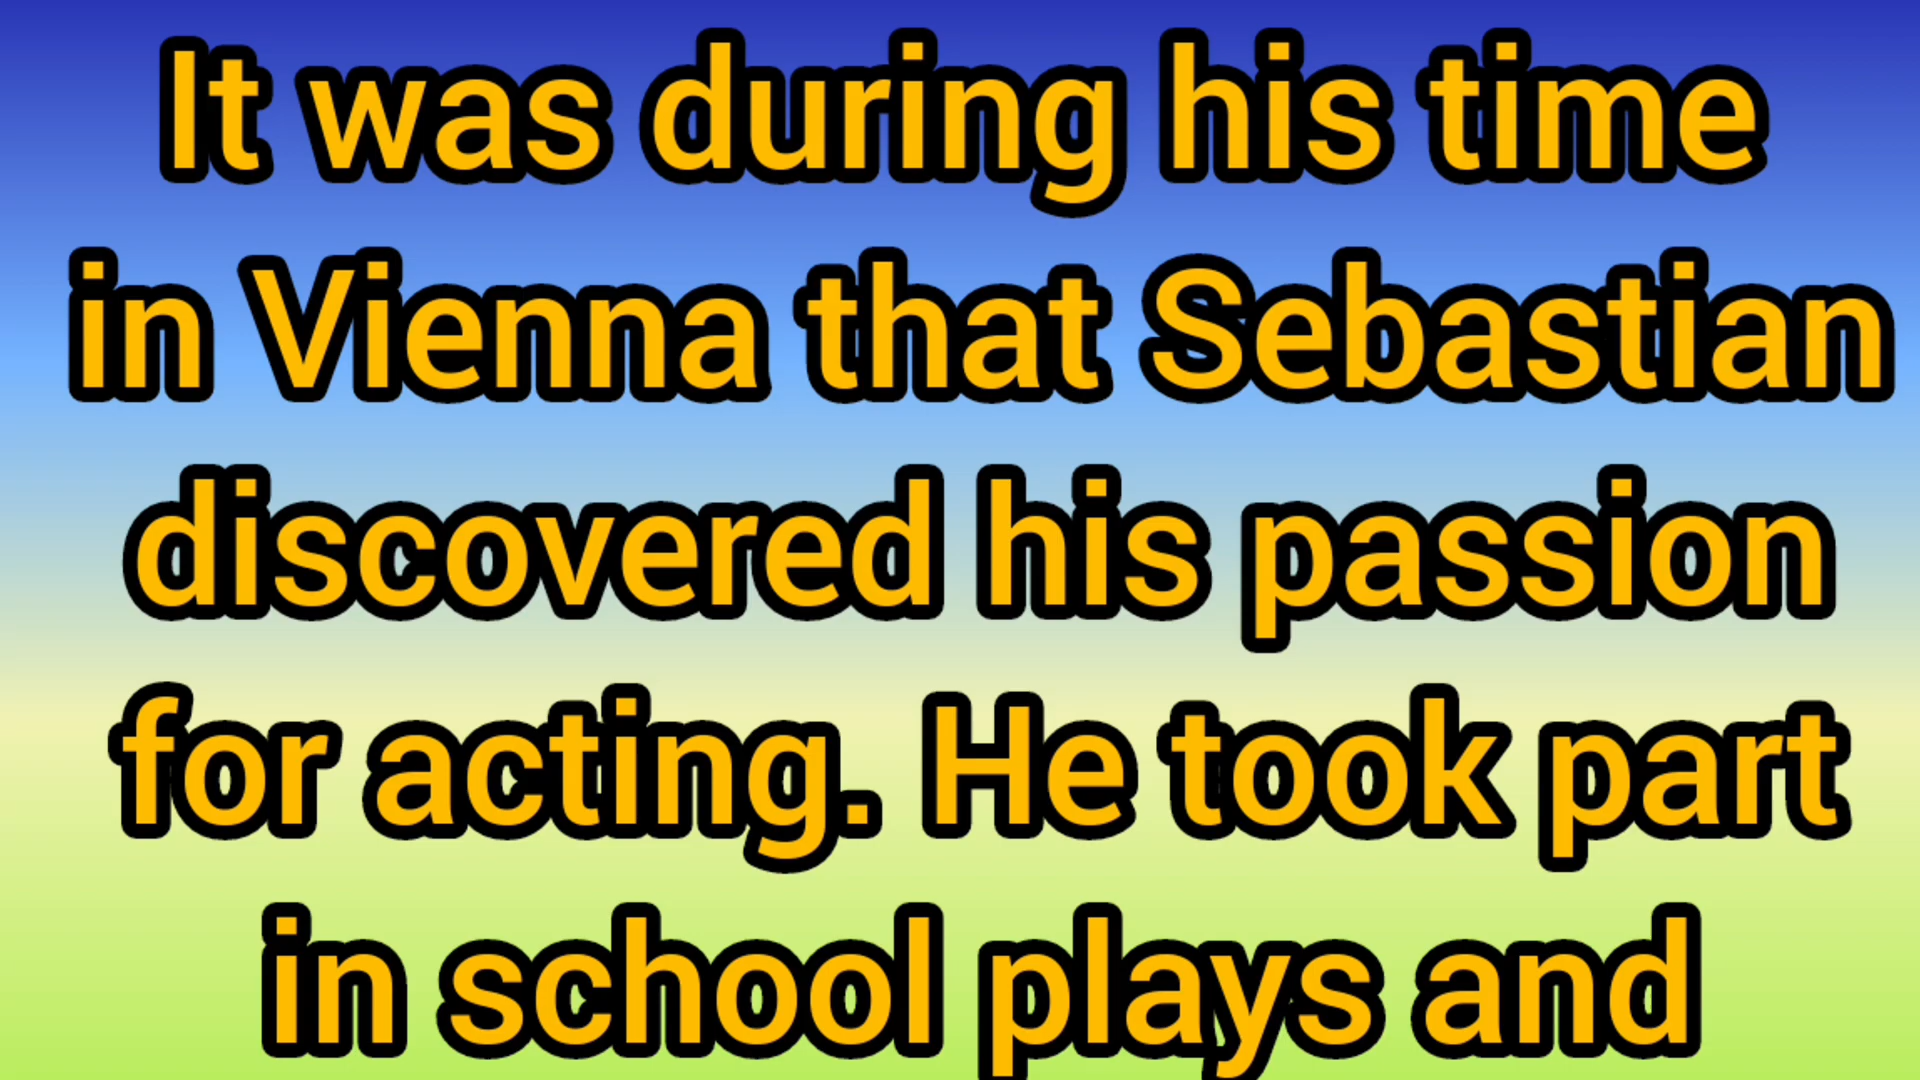 It was during his time
in Vienna that Sebastian
discovered his passion
for acting. He took part
in school plays and